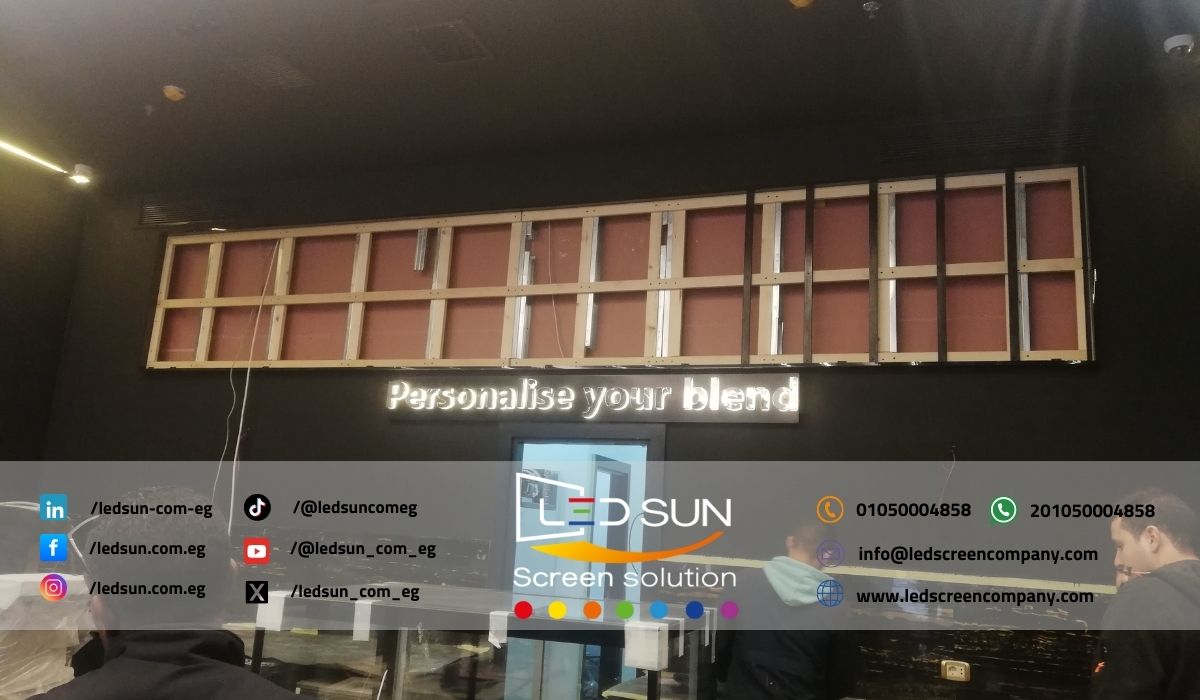 Personalise your blend
/ledsun-com-eg
/@ledsuncomeg
/ledsun.com.eg
/@ledsun_com_eg
/ledsun.com.eg
/ledsun_com_eg
LED SUN
Screen solution
01050004858
201050004858
info@ledscreencompany.com
www.ledscreencompany.com